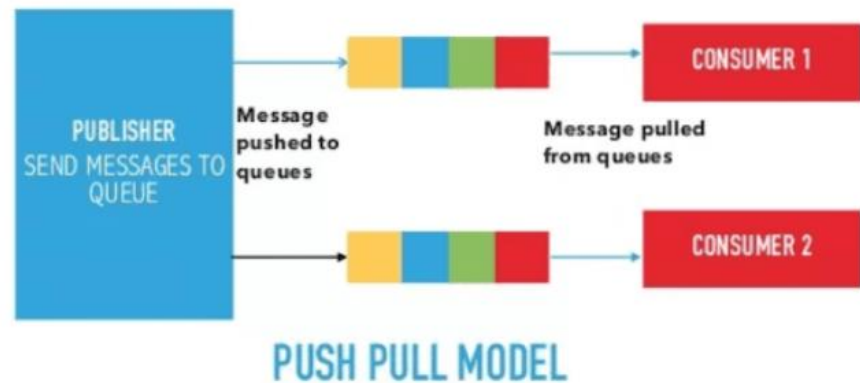 PUBLISHER
SEND MESSAGES TO
QUEUE
Message
pushed to
queues
Message pulled
from queues
CONSUMER 1
CONSUMER 2
PUSH PULL MODEL